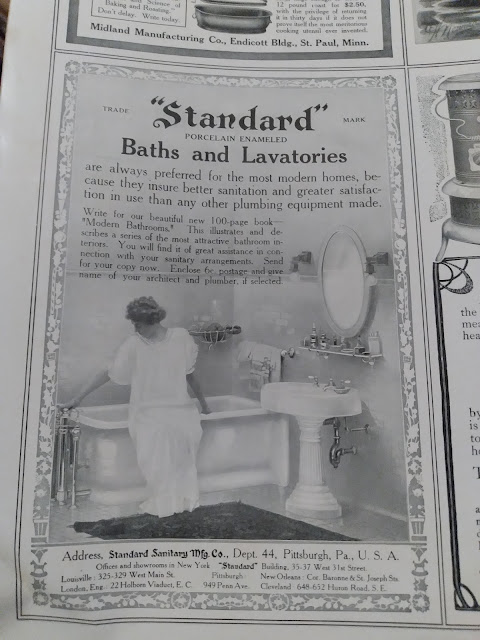 Baking and Roasting."
Don't delay. Write today.
12 pound roast for $2.50,
with the privilege of returning
it in thirty days if it does not
prove itself the most meritorious
cooking utensil ever invented.
Midland Manufacturing Co., Endicott Bldg., St. Paul, Minn.
TRADE "Standard" MARK
PORCELAIN ENAMELED
Baths and Lavatories
are always preferred for the most modern homes, be-
cause they insure better sanitation and greater satisfac-
tion in use than any other plumbing equipment made.
Write for our beautiful new 100-page book—
"Modern Bathrooms." This illustrates and de-
scribes a series of the most attractive bathroom in-
teriors. You will find it of great assistance in con-
nection with your sanitary arrangements. Send
for your copy now. Enclose 6c. postage and give
name of your architect and plumber, if selected.
Address, Standard Sanitary Mfg. Co., Dept. 44, Pittsburgh, Pa., U. S. A.
Offices and showrooms in New York "Standard" Building, 35-37 West 31st Street.
Louisville: 325-329 West Main St. Pittsburgh: New Orleans: Cor. Baronne & St. Joseph Sts.
London, Eng. 22 Holborn Viaduct, E. C. 949 Penn Ave. Cleveland 648-652 Huron Road, S. E.
the
mea
hea
by
is
to